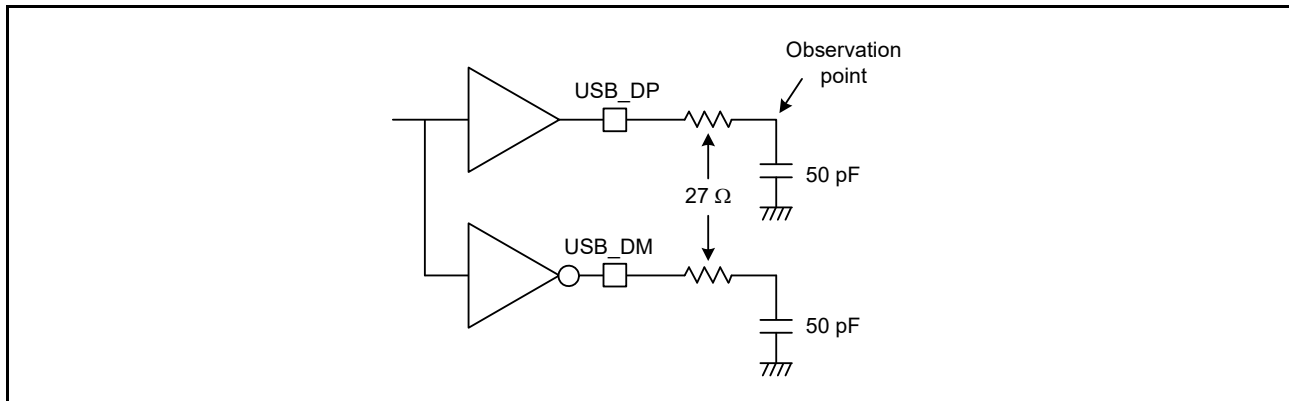 Observation
point
USB_DP
50 pF
27 Ω
USB_DM
50 pF